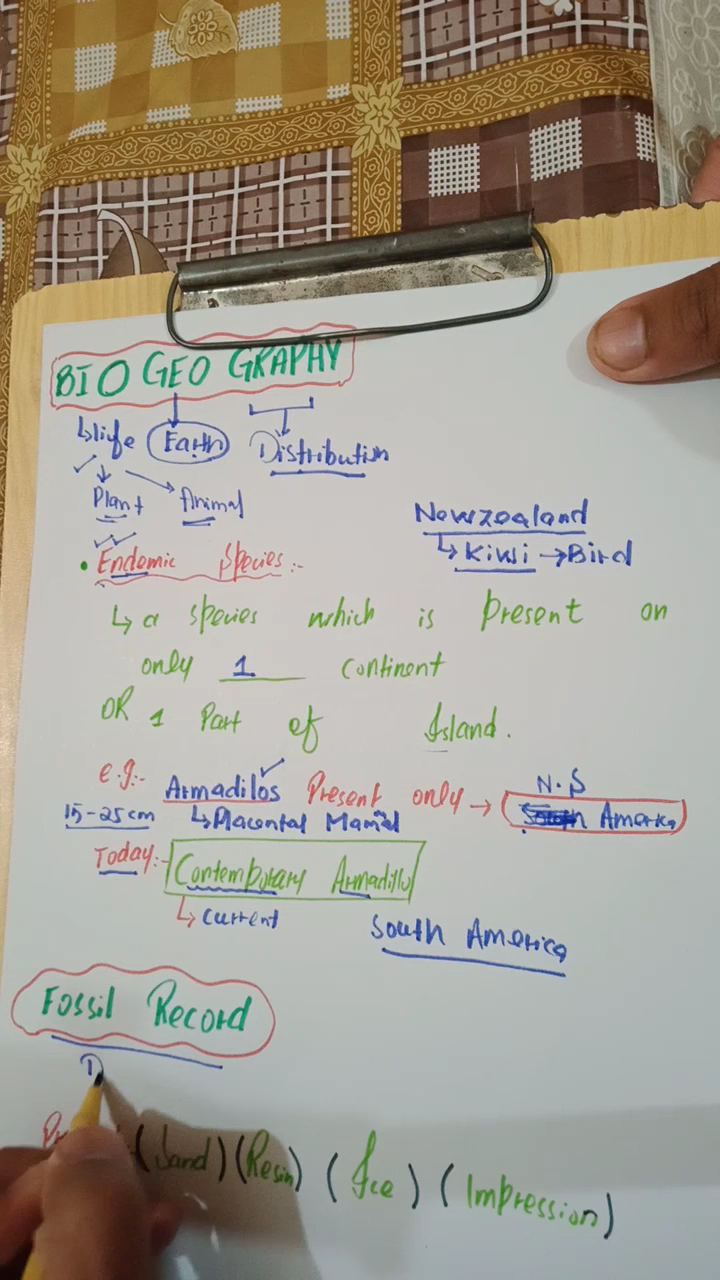 BIO GEO GRAPHY
↳ life Earth Distribution
Plant Animal
Newzealand
↳ Kiwi → Bird
• Endemic Species:-
↳ a species which is Present on
only 1 continent
OR 1 Part of Island.
e.g:- Armadilos Present only → N.S America
15-25cm ↳ Placental Mamal
Today:- Contemporary Armadillo
↳ Current
South America
Fossil Record
(Sand) (Resin) (Ice) (Impression)